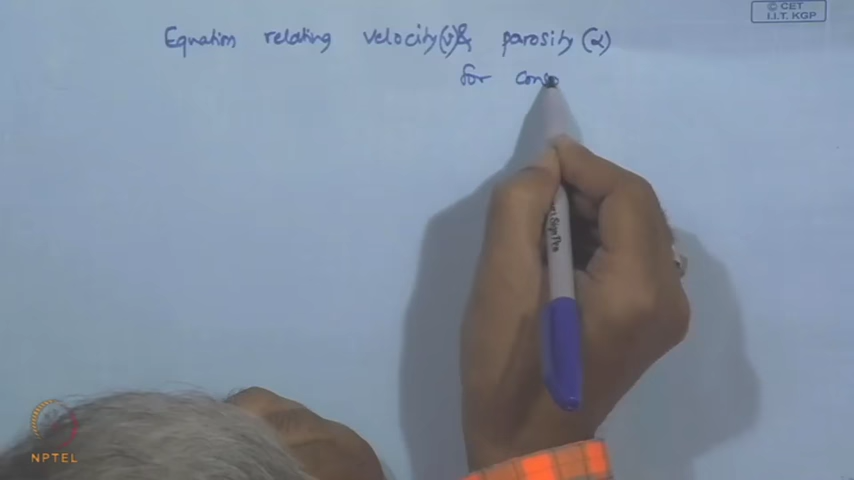 © CET
I.I.T. KGP
Equation relating velocity(v)& porosity (α)
for cons
NPTEL